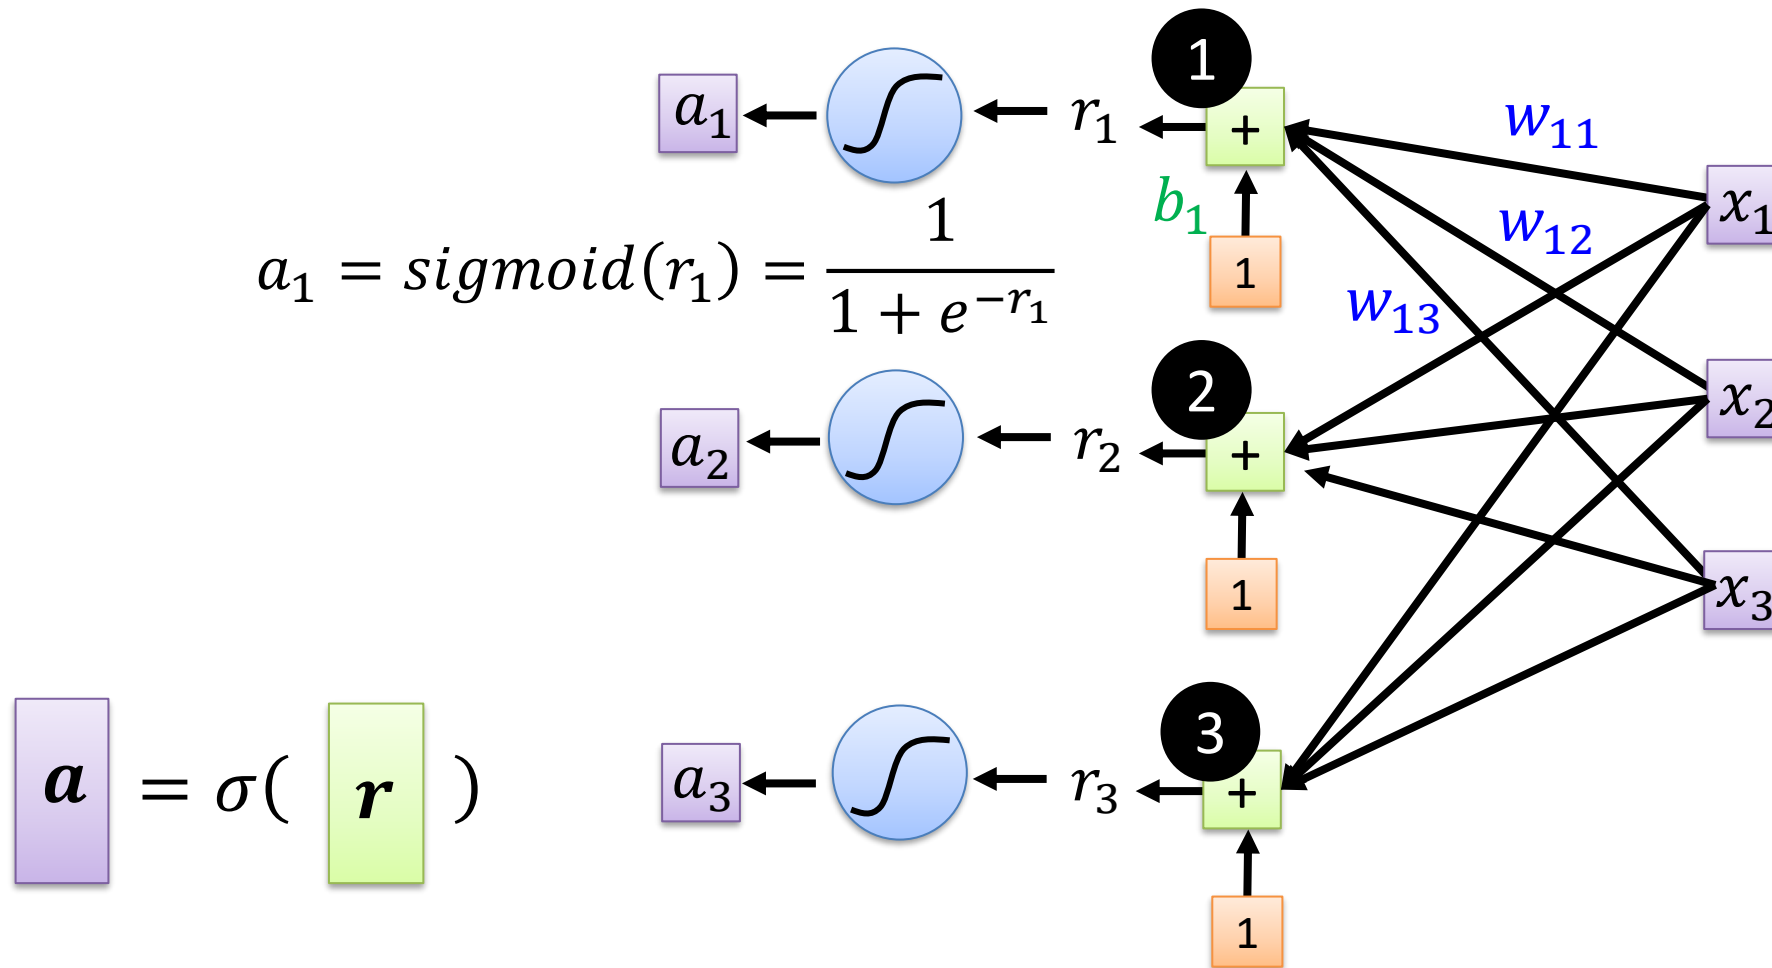 1
a₁ r₁ + w₁₁
x₁
b₁ w₁₂
a₁ = sigmoid(r₁) = 1 / (1 + e^{-r₁})
1
w₁₃
2
x₂
a₂ r₂ +
1
x₃
3
a = σ( r )
a₃ r₃ +
1